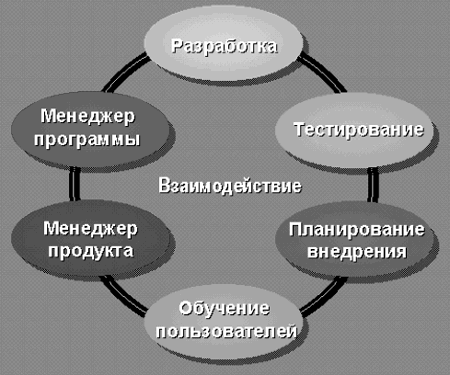 Разработка
Менеджер
программы
Тестирование
Взаимодействие
Менеджер
продукта
Планирование
внедрения
Обучение
пользователей